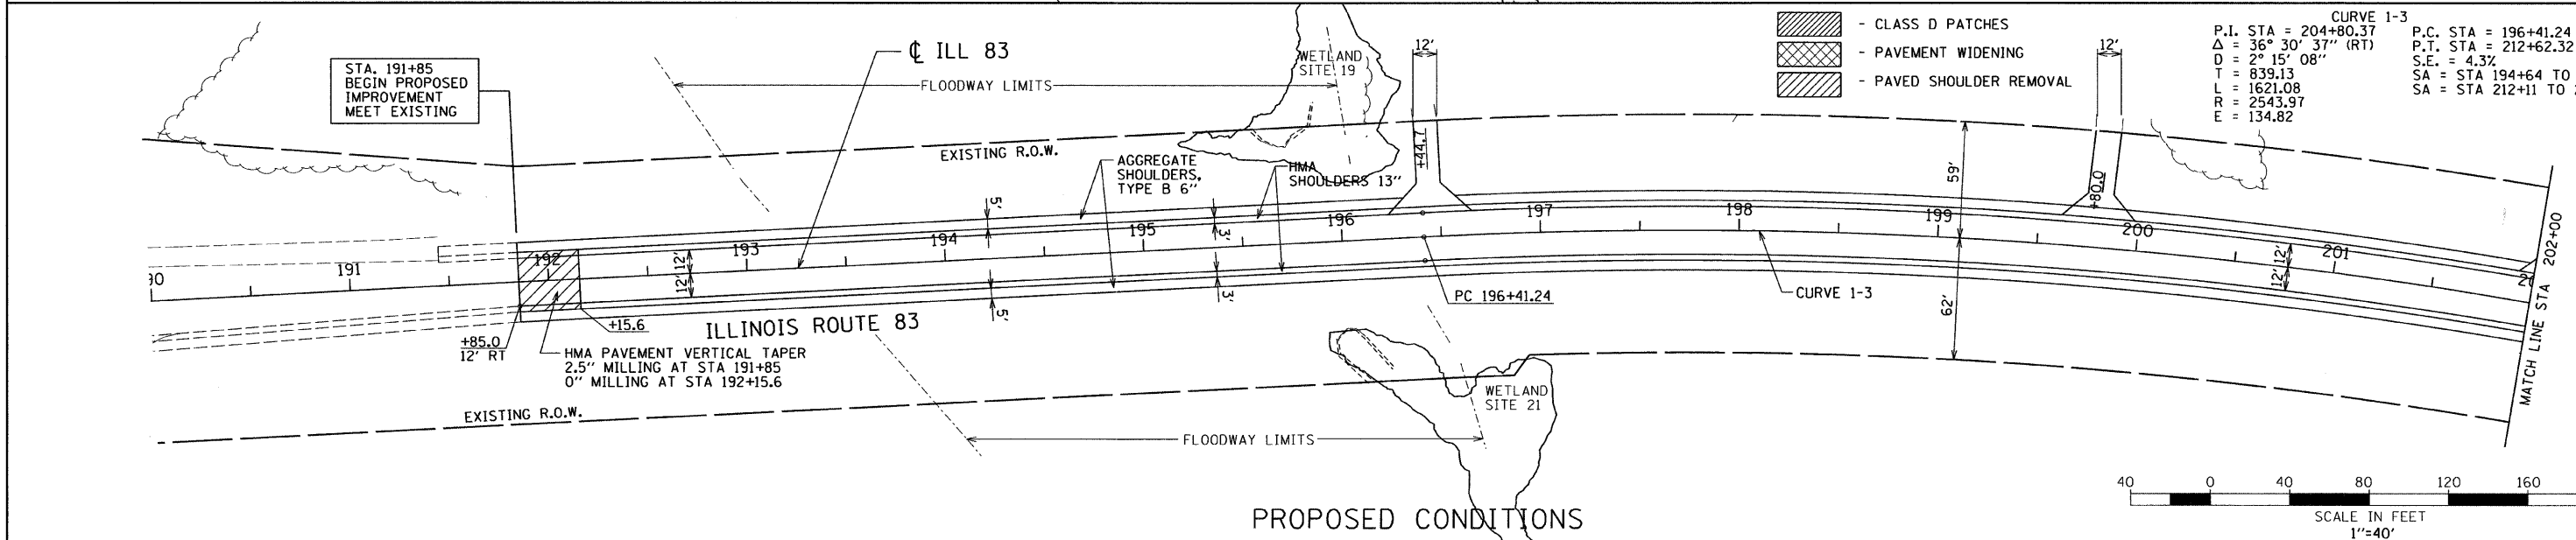 ℄ ILL 83
STA. 191+85
BEGIN PROPOSED
IMPROVEMENT
MEET EXISTING
FLOODWAY LIMITS
WETLAND
SITE 19
12'
- CLASS D PATCHES
- PAVEMENT WIDENING
- PAVED SHOULDER REMOVAL
12'
CURVE 1-3
P.I. STA = 204+80.37
Δ = 36° 30' 37" (RT)
D = 2° 15' 08"
T = 839.13
L = 1621.08
R = 2543.97
E = 134.82
P.C. STA = 196+41.24
P.T. STA = 212+62.32
S.E. = 4.3%
SA = STA 194+64 TO
SA = STA 212+11 TO
EXISTING R.O.W.
AGGREGATE
SHOULDERS,
TYPE B 6"
HMA
SHOULDERS 13"
+44.7
59'
+80.0
5'
3'
191
192
193
194
195
196
197
198
199
200
201
12'
12'
12'
12'
MATCH LINE STA 202+00
5'
3'
PC 196+41.24
CURVE 1-3
62'
+15.6
ILLINOIS ROUTE 83
+85.0
12' RT
HMA PAVEMENT VERTICAL TAPER
2.5" MILLING AT STA 191+85
0" MILLING AT STA 192+15.6
EXISTING R.O.W.
WETLAND
SITE 21
FLOODWAY LIMITS
PROPOSED CONDITIONS
40 0 40 80 120 160
SCALE IN FEET
1"=40'